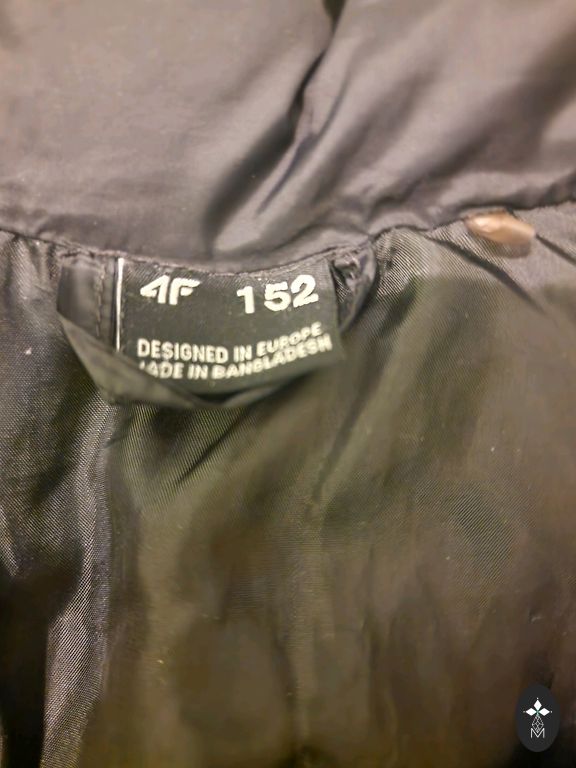 4F 152
DESIGNED IN EUROPE
MADE IN BANGLADESH
M